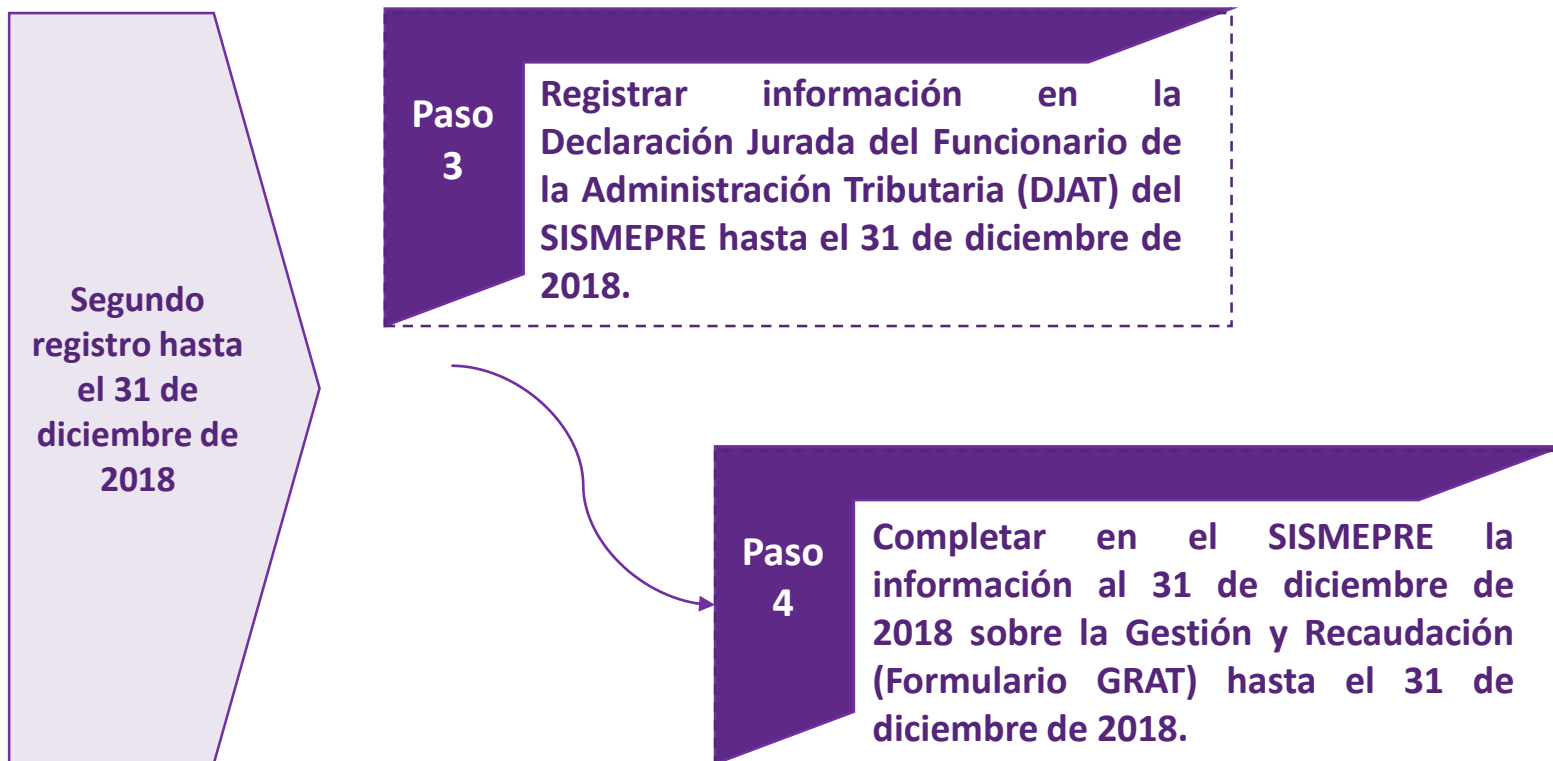 Segundo
registro hasta
el 31 de
diciembre de
2018
Paso
3
Registrar información en la
Declaración Jurada del Funcionario de
la Administración Tributaria (DJAT) del
SISMEPRE hasta el 31 de diciembre de
2018.
Paso
4
Completar en el SISMEPRE la
información al 31 de diciembre de
2018 sobre la Gestión y Recaudación
(Formulario GRAT) hasta el 31 de
diciembre de 2018.